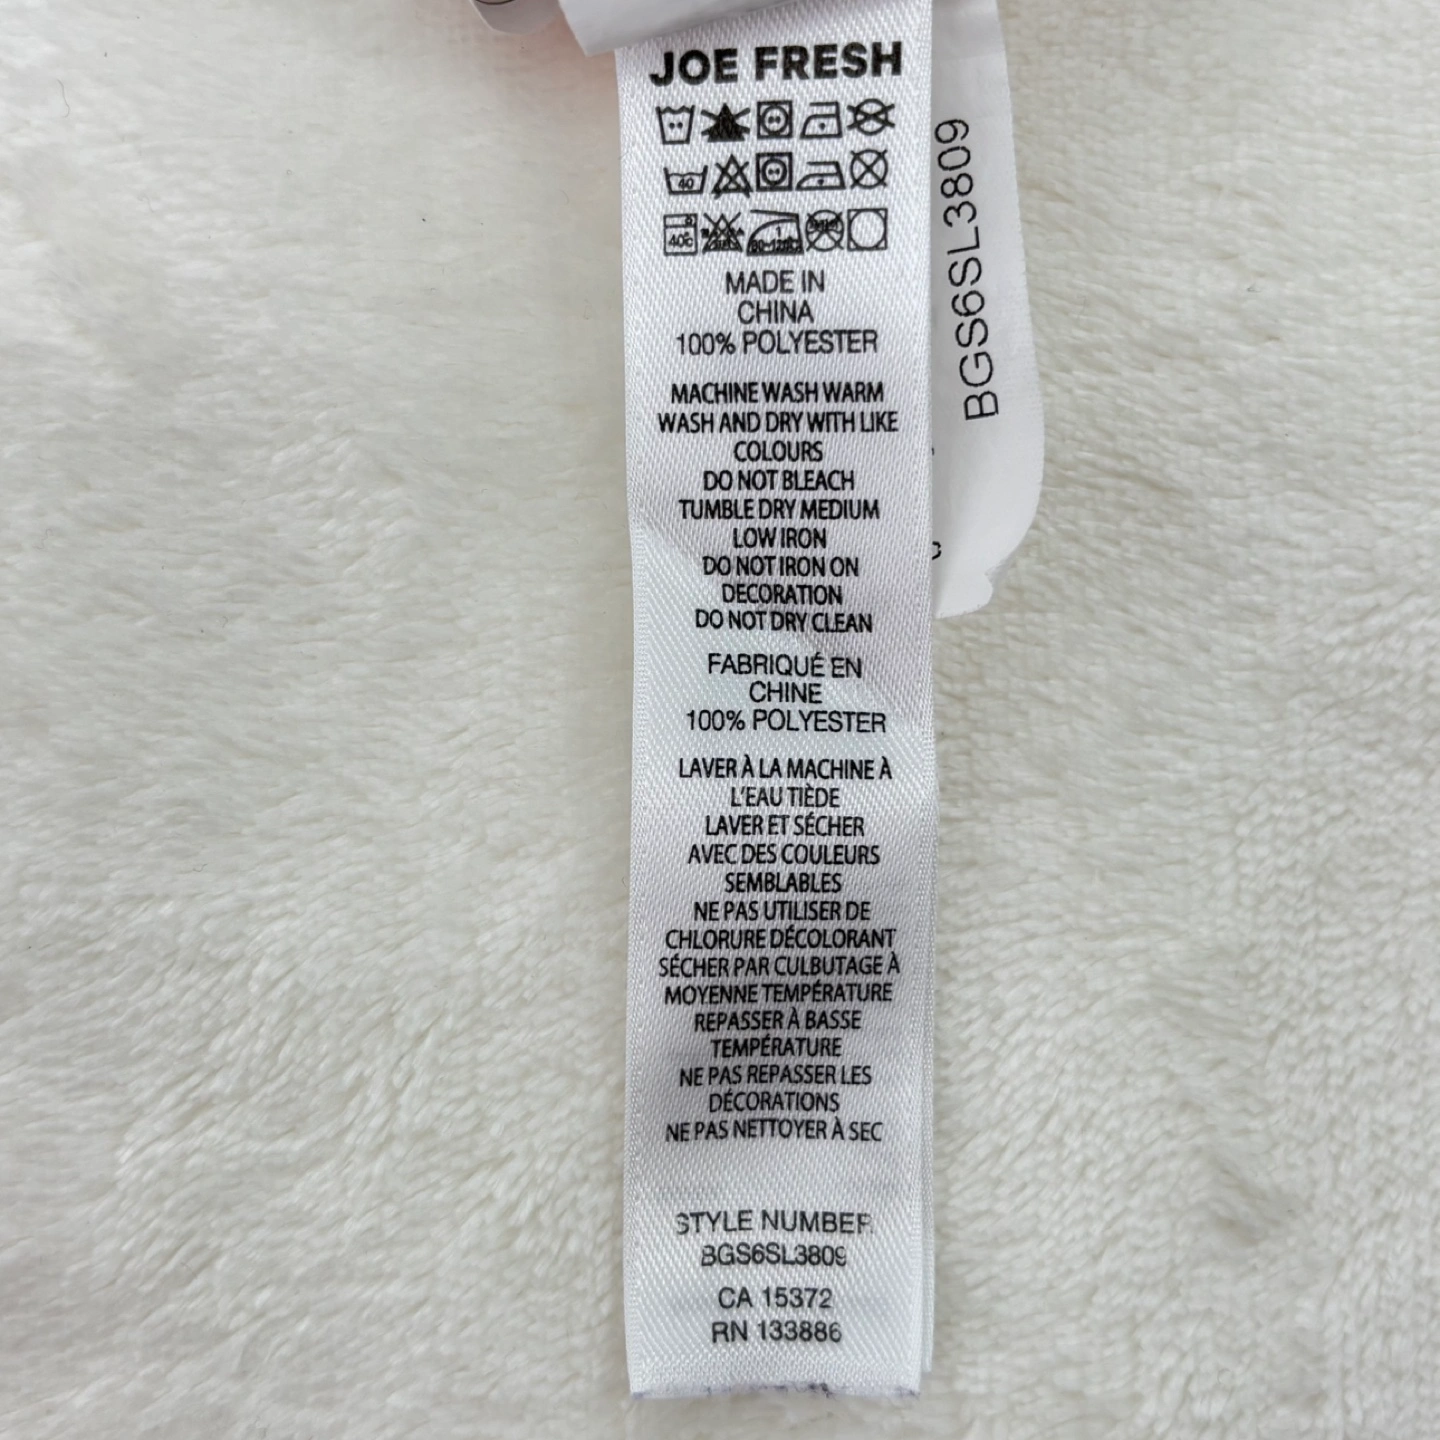 JOE FRESH
40
40c
MADE IN
CHINA
100% POLYESTER
MACHINE WASH WARM
WASH AND DRY WITH LIKE
COLOURS
DO NOT BLEACH
TUMBLE DRY MEDIUM
LOW IRON
DO NOT IRON ON
DECORATION
DO NOT DRY CLEAN
FABRIQUÉ EN
CHINE
100% POLYESTER
LAVER À LA MACHINE À
L'EAU TIÈDE
LAVER ET SÉCHER
AVEC DES COULEURS
SEMBLABLES
NE PAS UTILISER DE
CHLORURE DÉCOLORANT
SÉCHER PAR CULBUTAGE À
MOYENNE TEMPÉRATURE
REPASSER À BASSE
TEMPÉRATURE
NE PAS REPASSER LES
DÉCORATIONS
NE PAS NETTOYER À SEC
STYLE NUMBER
BGS6SL3809
CA 15372
RN 133886
BGS6SL3809